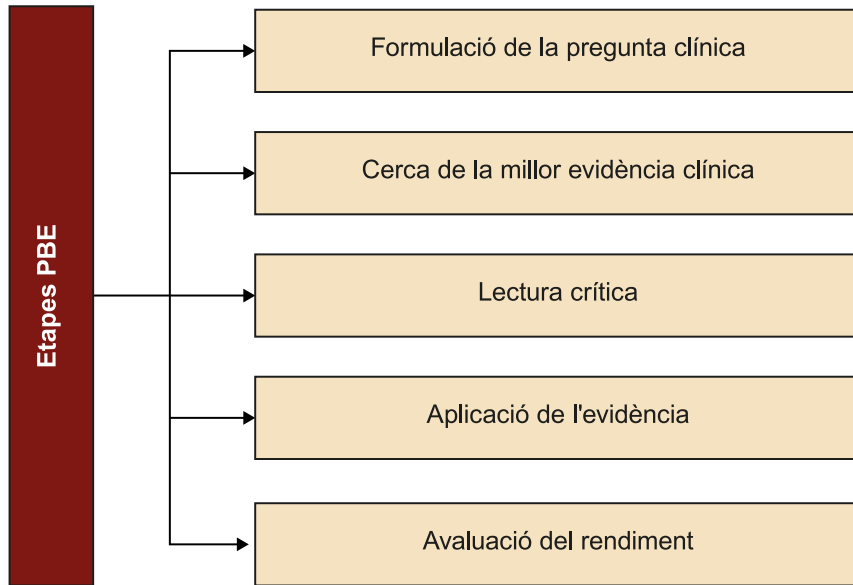 Etapes PBE
Formulació de la pregunta clínica
Cerca de la millor evidència clínica
Lectura crítica
Aplicació de l'evidència
Avaluació del rendiment